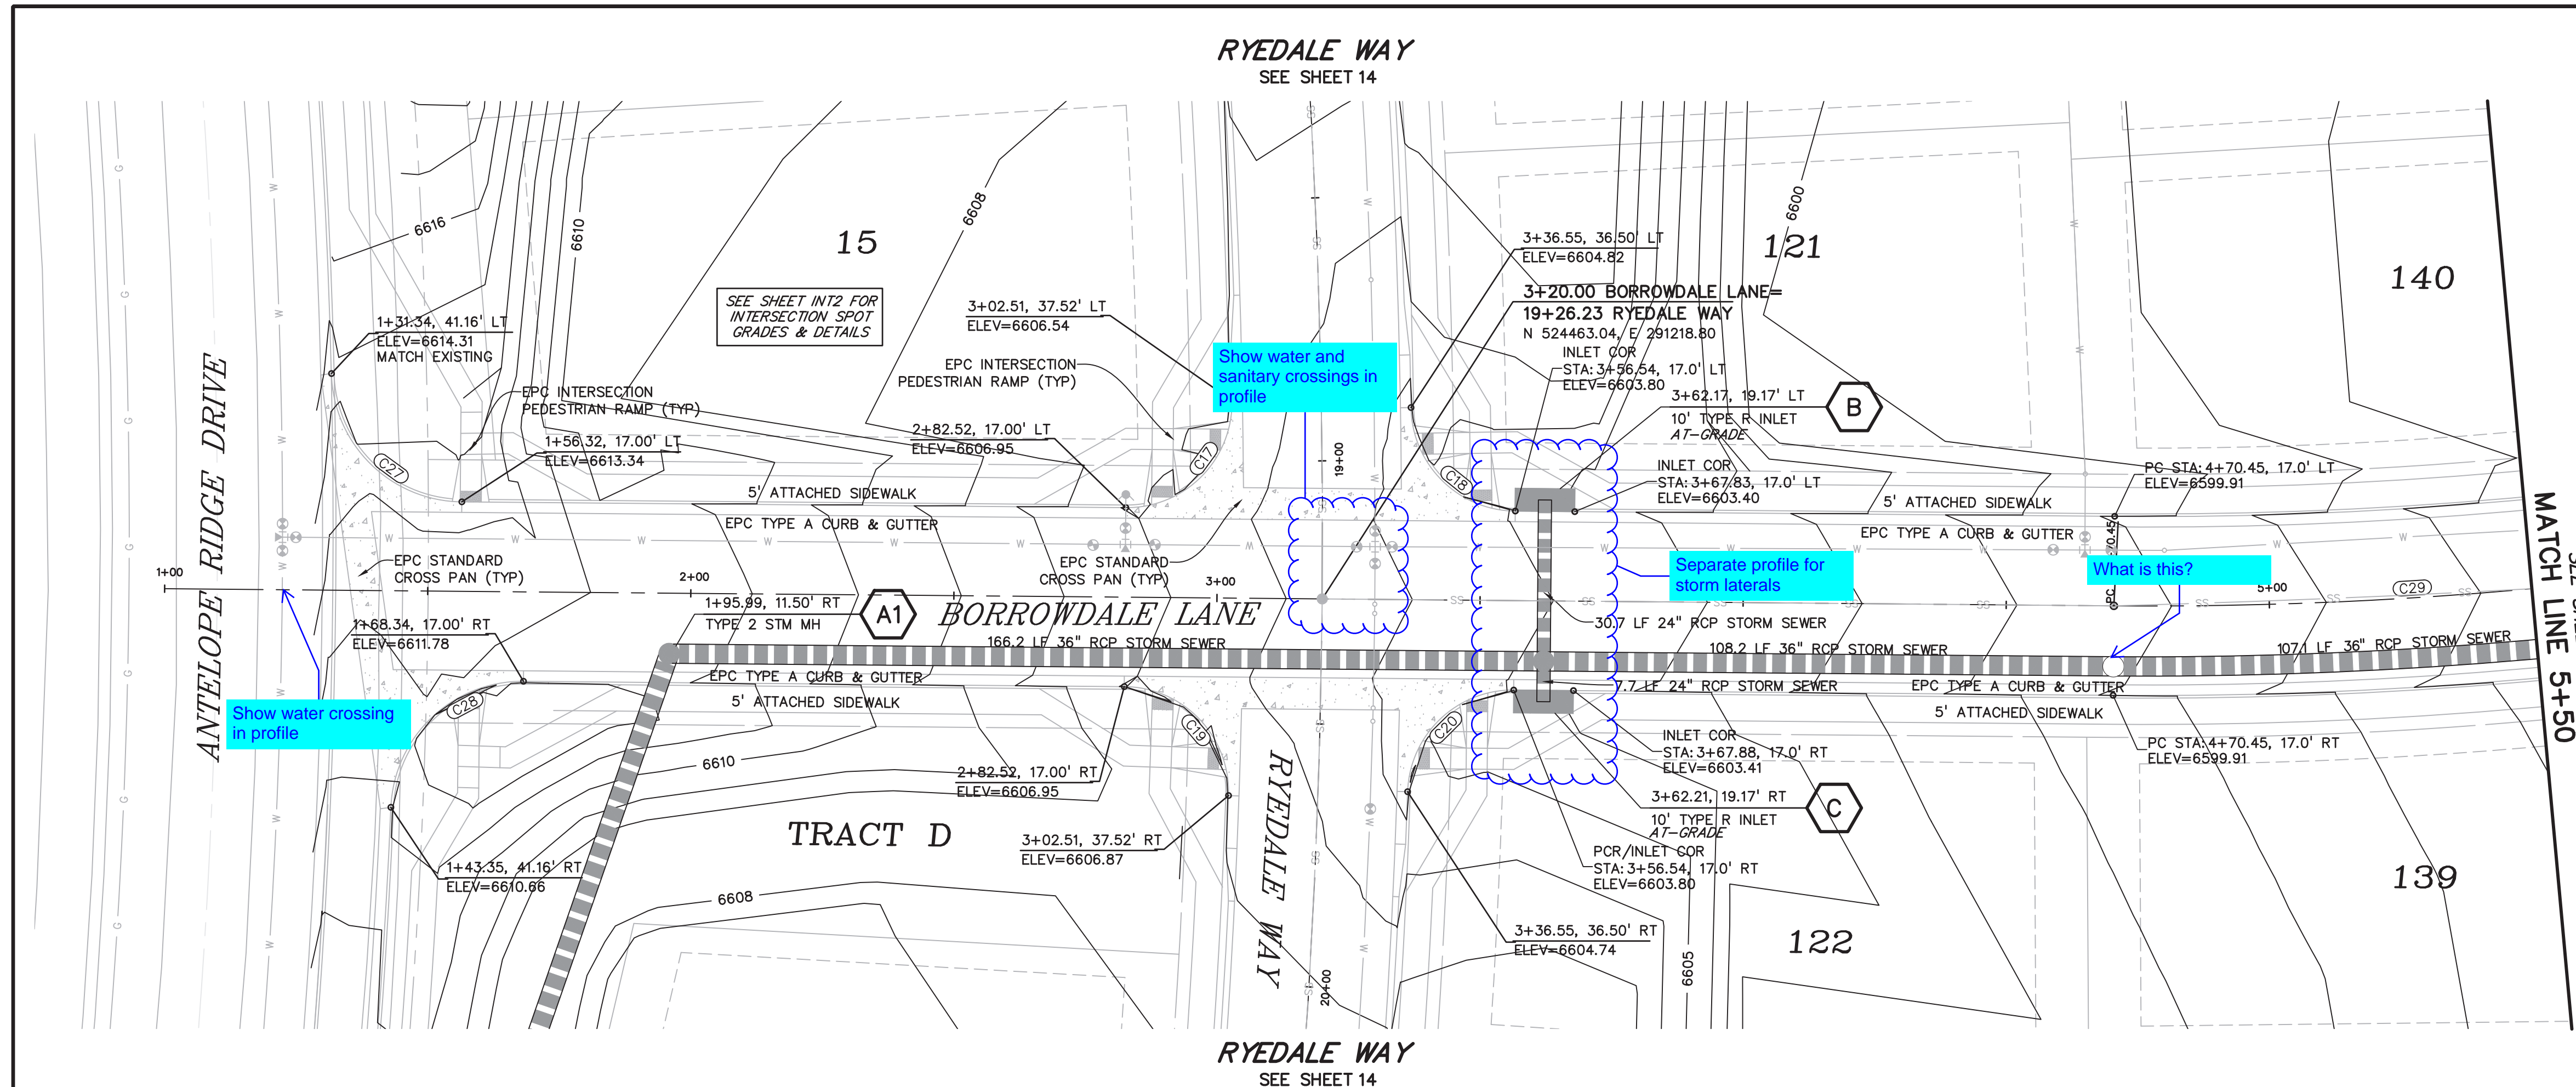 RYEDALE WAY
SEE SHEET 14
6616
6610
15
6608
SEE SHEET INT2 FOR
INTERSECTION SPOT
GRADES & DETAILS
3+02.51, 37.52' LT
ELEV=6606.54
3+36.55, 36.50' LT
ELEV=6604.82
3+20.00 BORROWDALE LANE=
19+26.23 RYEDALE WAY
N 524463.04, E 291218.80
121
6600
140
1+31.34, 41.16' LT
ELEV=6614.31
MATCH EXISTING
EPC INTERSECTION
PEDESTRIAN RAMP (TYP)
1+56.32, 17.00' LT
ELEV=6613.34
C27
EPC INTERSECTION
PEDESTRIAN RAMP (TYP)
2+82.52, 17.00' LT
ELEV=6606.95
C17
Show water and
sanitary crossings in
profile
19+00
INLET COR
STA: 3+56.54, 17.0' LT
ELEV=6603.80
3+62.17, 19.17' LT
10' TYPE R INLET
AT-GRADE
B
C18
INLET COR
STA: 3+67.83, 17.0' LT
ELEV=6603.40
PC STA: 4+70.45, 17.0' LT
ELEV=6599.91
ANTELOPE RIDGE DRIVE
5' ATTACHED SIDEWALK
EPC TYPE A CURB & GUTTER
5' ATTACHED SIDEWALK
EPC TYPE A CURB & GUTTER
EPC STANDARD
CROSS PAN (TYP)
EPC STANDARD
CROSS PAN (TYP)
Separate profile for
storm laterals
What is this?
MATCH LINE 5+50
1+00
2+00
3+00
5+00
C29
1+95.99, 11.50' RT
TYPE 2 STM MH
A1
BORROWDALE LANE
30.7 LF 24" RCP STORM SEWER
1+68.34, 17.00' RT
ELEV=6611.78
166.2 LF 36" RCP STORM SEWER
108.2 LF 36" RCP STORM SEWER
107.1 LF 36" RCP STORM SEWER
EPC TYPE A CURB & GUTTER
7.7 LF 24" RCP STORM SEWER
EPC TYPE A CURB & GUTTER
5' ATTACHED SIDEWALK
5' ATTACHED SIDEWALK
C28
C19
C20
Show water crossing
in profile
6610
INLET COR
STA: 3+67.88, 17.0' RT
ELEV=6603.41
PC STA: 4+70.45, 17.0' RT
ELEV=6599.91
2+82.52, 17.00' RT
ELEV=6606.95
RYEDALE WAY
3+62.21, 19.17' RT
10' TYPE R INLET
AT-GRADE
C
TRACT D
3+02.51, 37.52' RT
ELEV=6606.87
PCR/INLET COR
STA: 3+56.54, 17.0' RT
ELEV=6603.80
1+43.35, 41.16' RT
ELEV=6610.66
6608
139
3+36.55, 36.50' RT
ELEV=6604.74
122
6605
20+00
RYEDALE WAY
SEE SHEET 14